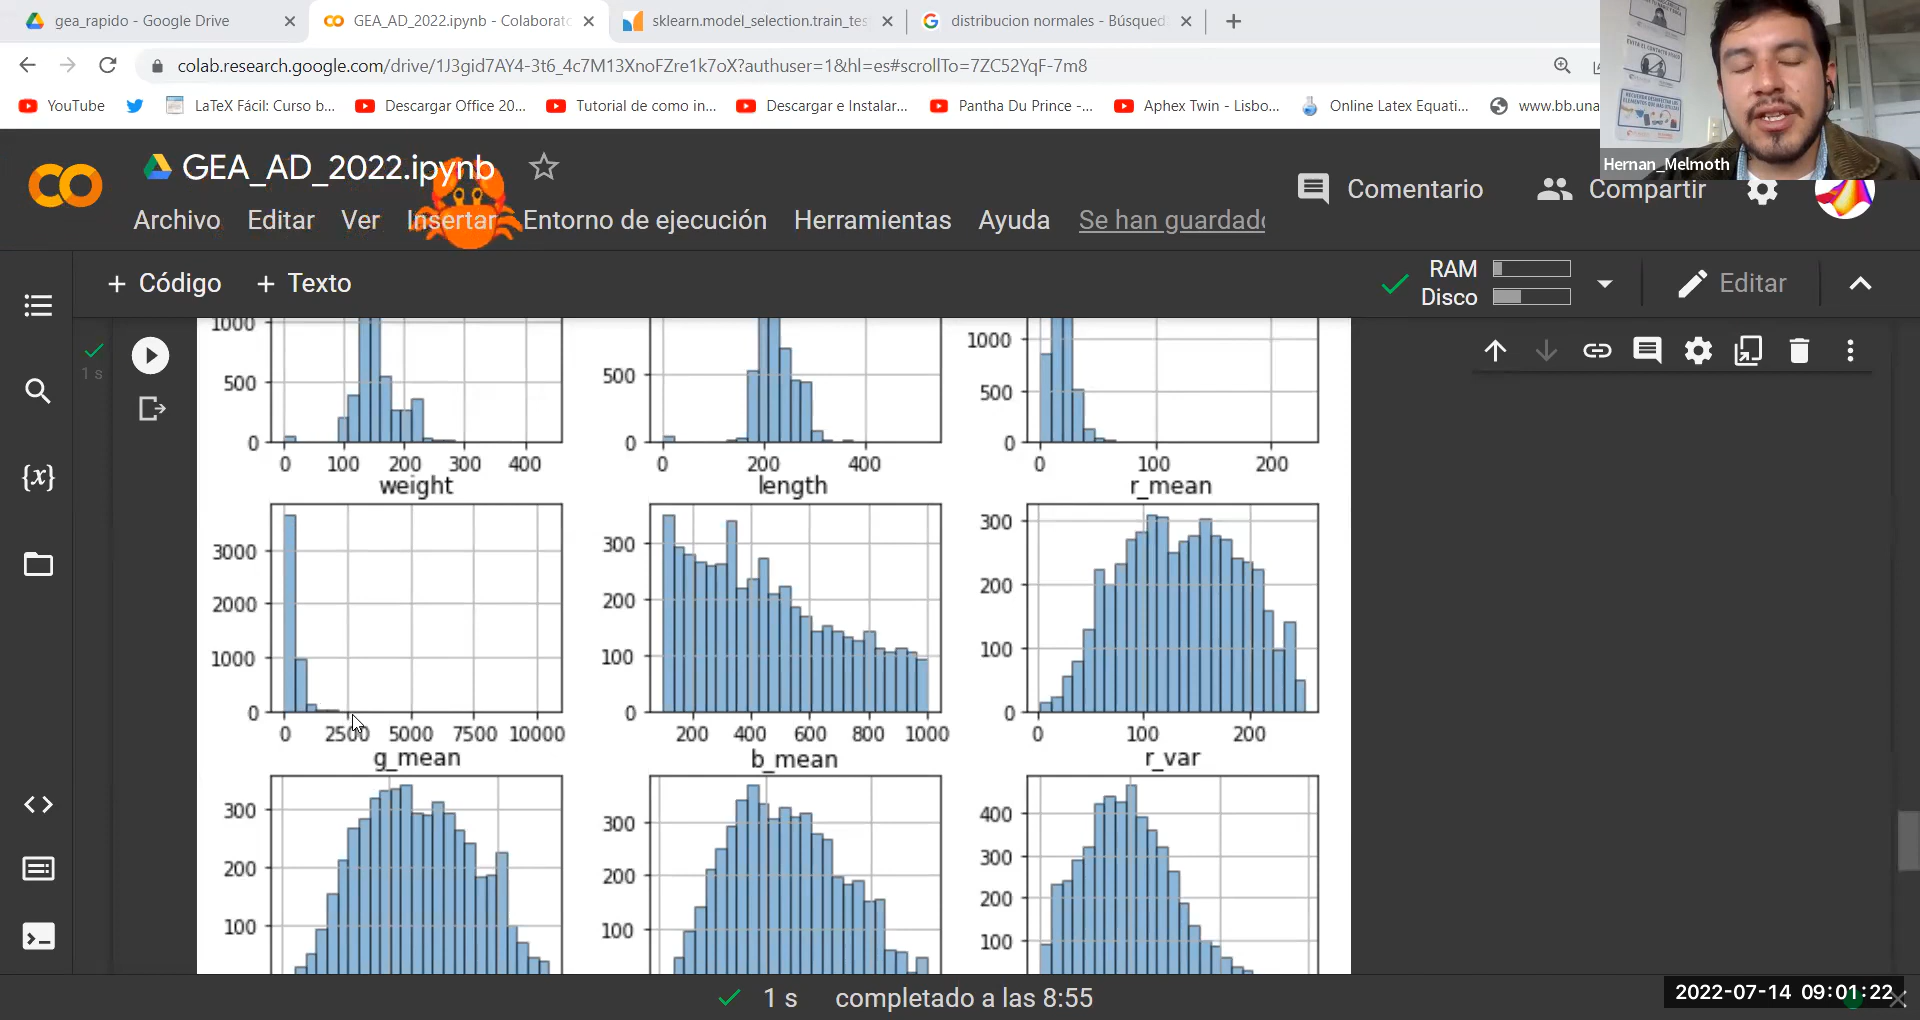 gea_rapido - Google Drive
GEA_AD_2022.ipynb - Colaborato
sklearn.model_selection.train_tes
distribucion normales - Búsqued
colab.research.google.com/drive/1J3gid7AY4-3t6_4c7M13XnoFZre1k7oX?authuser=1&hl=es#scrollTo=7ZC52YqF-7m8
YouTube
LaTeX Fácil: Curso b...
Descargar Office 20...
Tutorial de como in...
Descargar e Instalar...
Pantha Du Prince -...
Aphex Twin - Lisbo...
Online Latex Equati...
www.bb.una
Hernan_Melmoth
GEA_AD_2022.ipynb
Comentario
Compartir
Archivo Editar Ver Insertar Entorno de ejecución Herramientas Ayuda Se han guardado
+ Código + Texto
RAM
Disco
Editar
1 s
1000
500
0
0 100 200 300 400
500
0
0 200 400
1000
500
0
0 100 200
weight
3000
2000
1000
0
0 2500 5000 7500 10000
length
300
200
100
0
200 400 600 800 1000
r_mean
300
200
100
0
0 100 200
g_mean
300
200
100
b_mean
300
200
100
r_var
400
300
200
100
1 s completado a las 8:55
2022-07-14 09:01:22